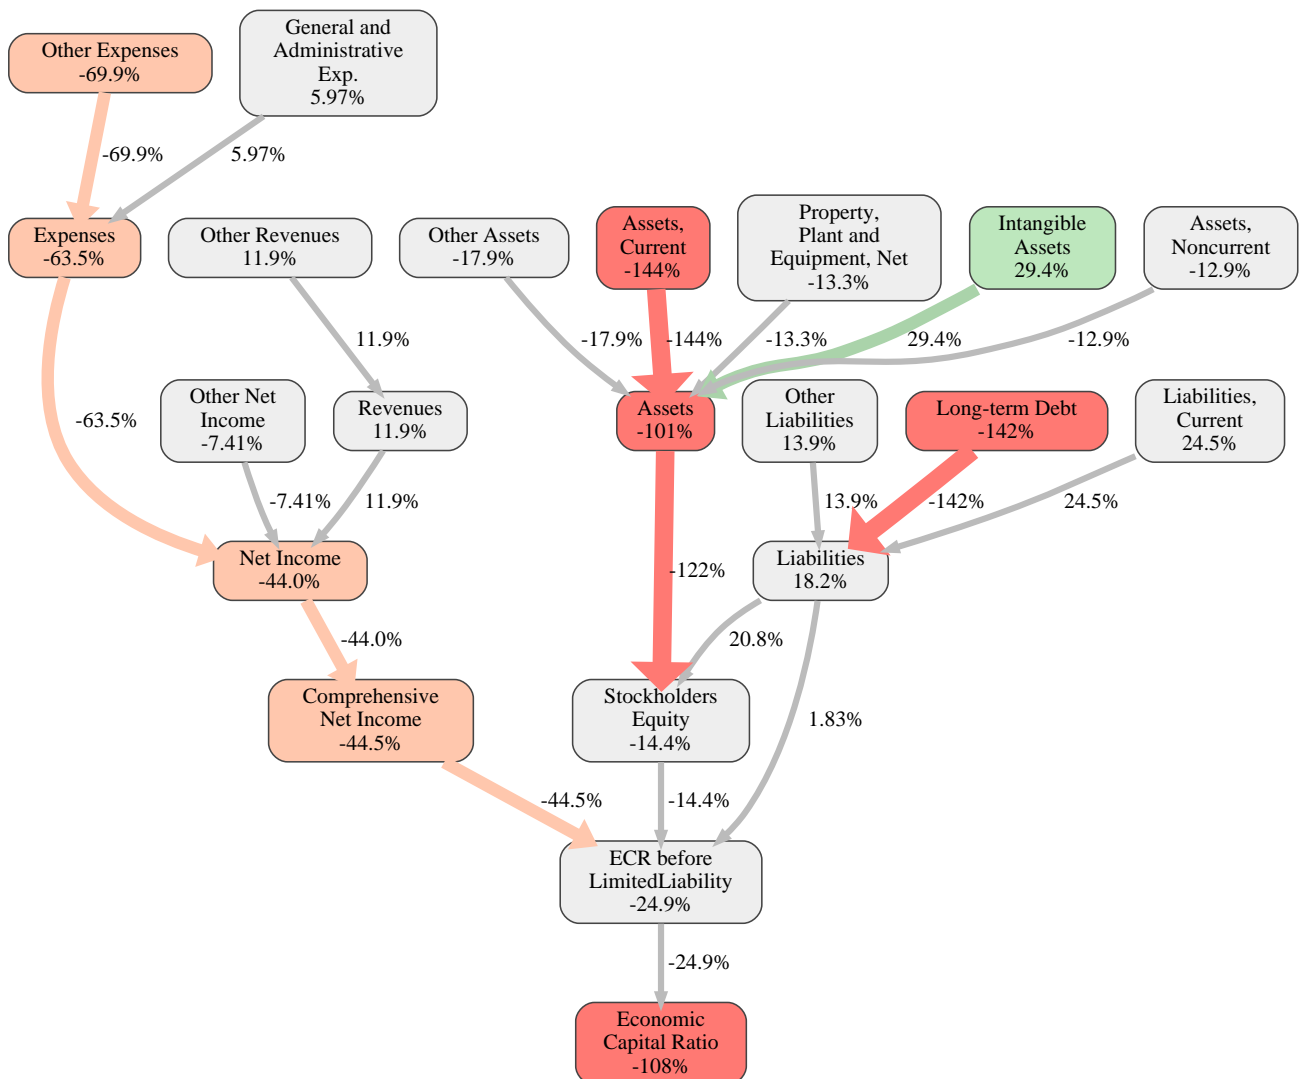 Other Expenses
-69.9%
General and
Administrative
Exp.
5.97%
-69.9%
5.97%
Expenses
-63.5%
Other Revenues
11.9%
Other Assets
-17.9%
Assets,
Current
-144%
Property,
Plant and
Equipment, Net
-13.3%
Intangible
Assets
29.4%
Assets,
Noncurrent
-12.9%
11.9%
-17.9%
-144%
-13.3%
29.4%
-12.9%
-63.5%
Other Net
Income
-7.41%
Revenues
11.9%
Assets
-101%
Other
Liabilities
13.9%
Long-term Debt
-142%
Liabilities,
Current
24.5%
-7.41%
11.9%
-122%
13.9%
-142%
24.5%
Net Income
-44.0%
Liabilities
18.2%
-44.0%
20.8%
1.83%
Comprehensive
Net Income
-44.5%
Stockholders
Equity
-14.4%
-44.5%
-14.4%
ECR before
LimitedLiability
-24.9%
-24.9%
Economic
Capital Ratio
-108%